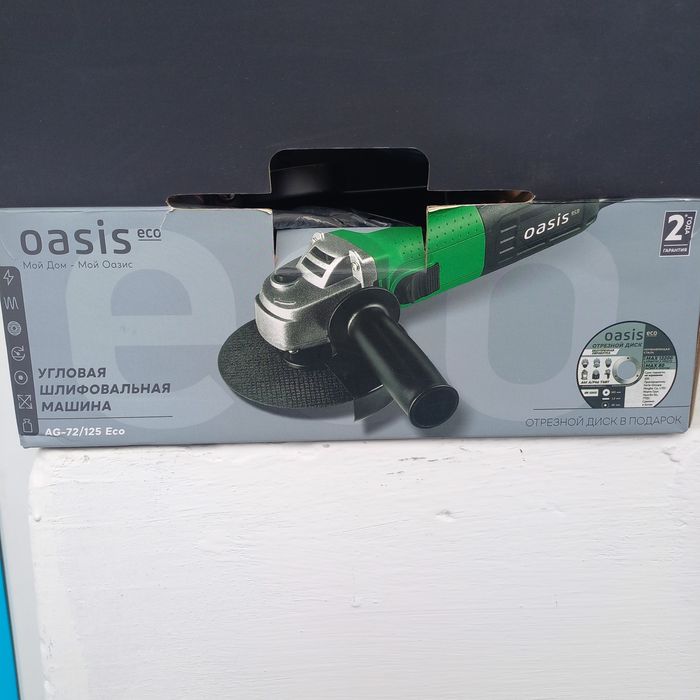 oasis eco
Мой Дом - Мой Оазис
УГЛОВАЯ
ШЛИФОВАЛЬНАЯ
МАШИНА
AG-72/125 Eco
oasis eco
2 ГОДА
ГАРАНТИЯ
oasis eco
ОТРЕЗНОЙ ДИСК
ОТРЕЗНОЙ ДИСК В ПОДАРОК